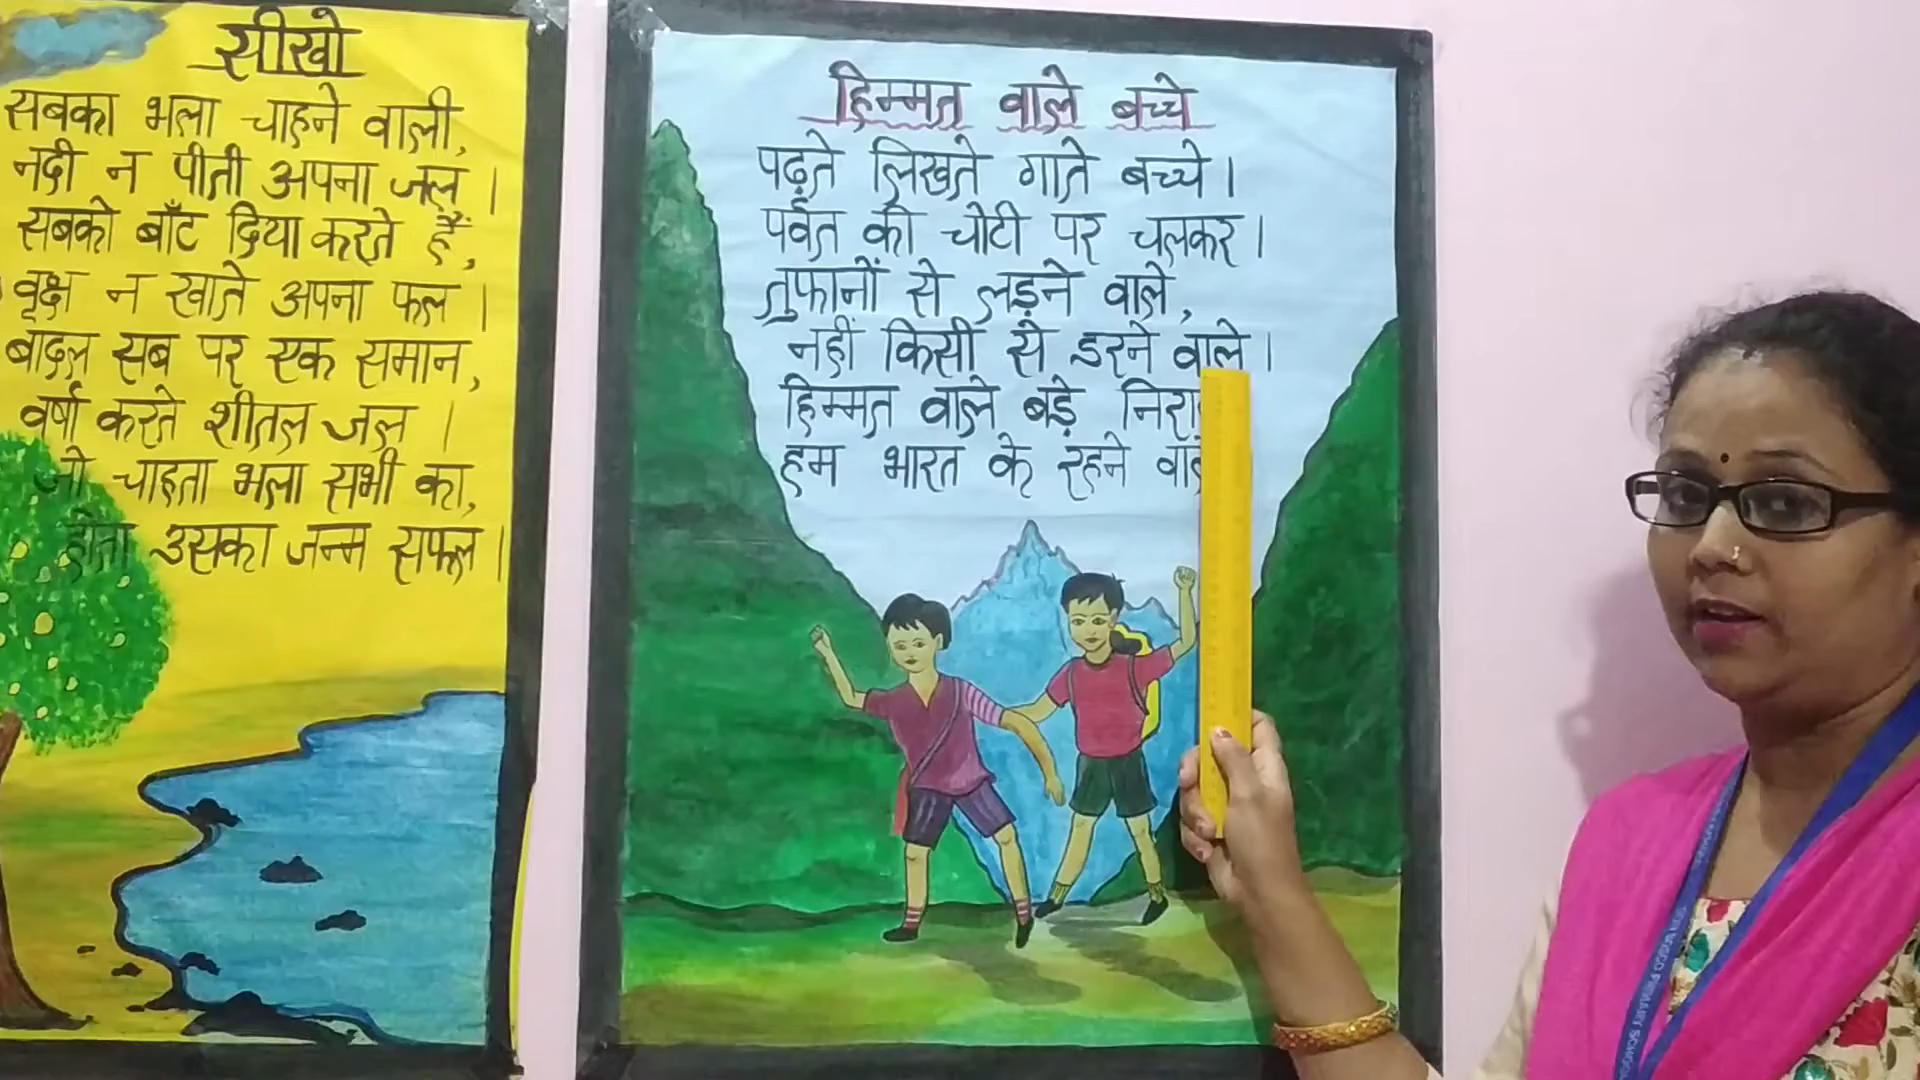 सीखो
सबका भला चाहने वाली,
नदी न पीती अपना जल।
सबको बाँट दिया करते हैं,
वृक्ष न खाते अपना फल।
बादल सब पर एक समान,
वर्षा करते शीतल जल।
जो चाहता भला सभी का,
होता उसका जन्म सफल।
हिम्मत वाले बच्चे
पढ़ते लिखते गाते बच्चे।
पर्वत की चोटी पर चलकर।
तुफानों से लड़ने वाले,
नहीं किसी से डरने वाले।
हिम्मत वाले बड़े
हम भारत के रहने